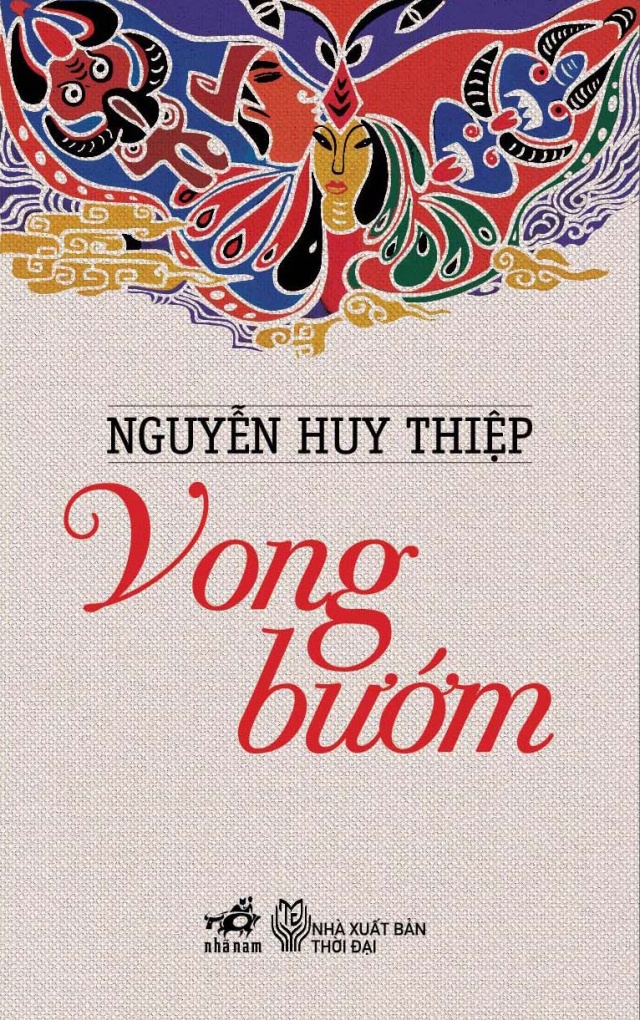 NGUYỄN HUY THIỆP
Vong
bướm
nhã nam
NHÀ XUẤT BẢN
THỜI ĐẠI